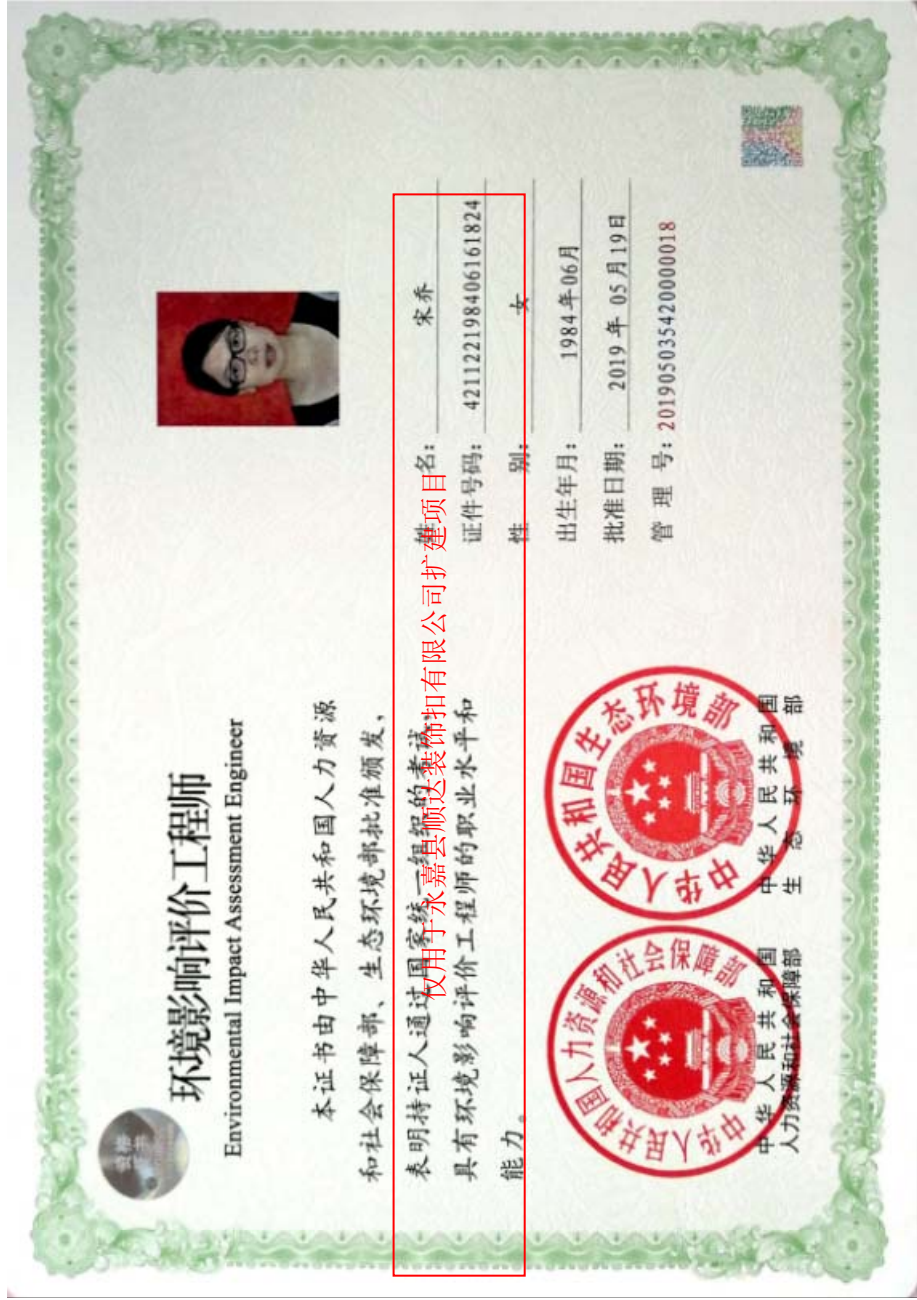 环境影响评价工程师
Environmental Impact Assessment Engineer
本证书由中华人民共和国人力资源
和社会保障部、生态环境部批准颁发，
表明持证人通过国家统一组织的考试，
具有环境影响评价工程师的职业水平和
能力。
仅用于永嘉县顺达装饰扣有限公司扩建项目
姓名：宋乔
证件号码：421122198406161824
性别：女
出生年月：1984年06月
批准日期：2019年05月19日
管理号：20190503542000018
中华人民共和国人力资源和社会保障部
中华人民共和国生态环境部
中华人民共和国
人力资源和社会保障部
中华人民共和国
生态环境部